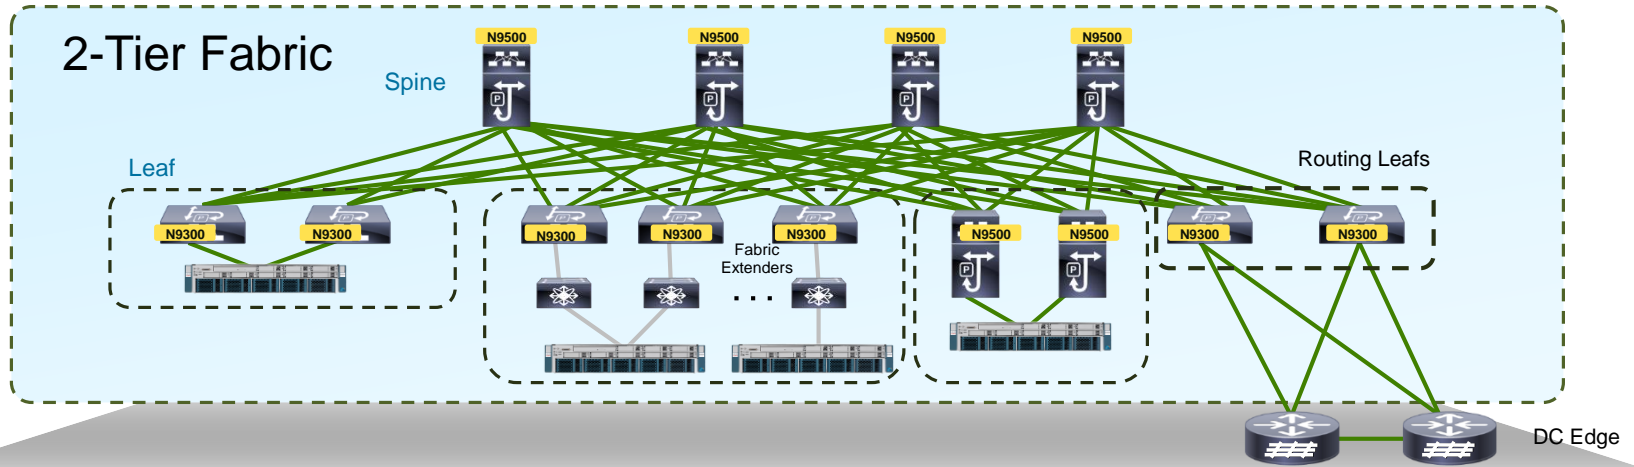 2-Tier Fabric
N9500
N9500
N9500
N9500
Spine
Leaf
Routing Leafs
N9300
N9300
N9300
N9300
N9300
N9500
N9500
N9300
N9300
Fabric
Extenders
. . .
DC Edge